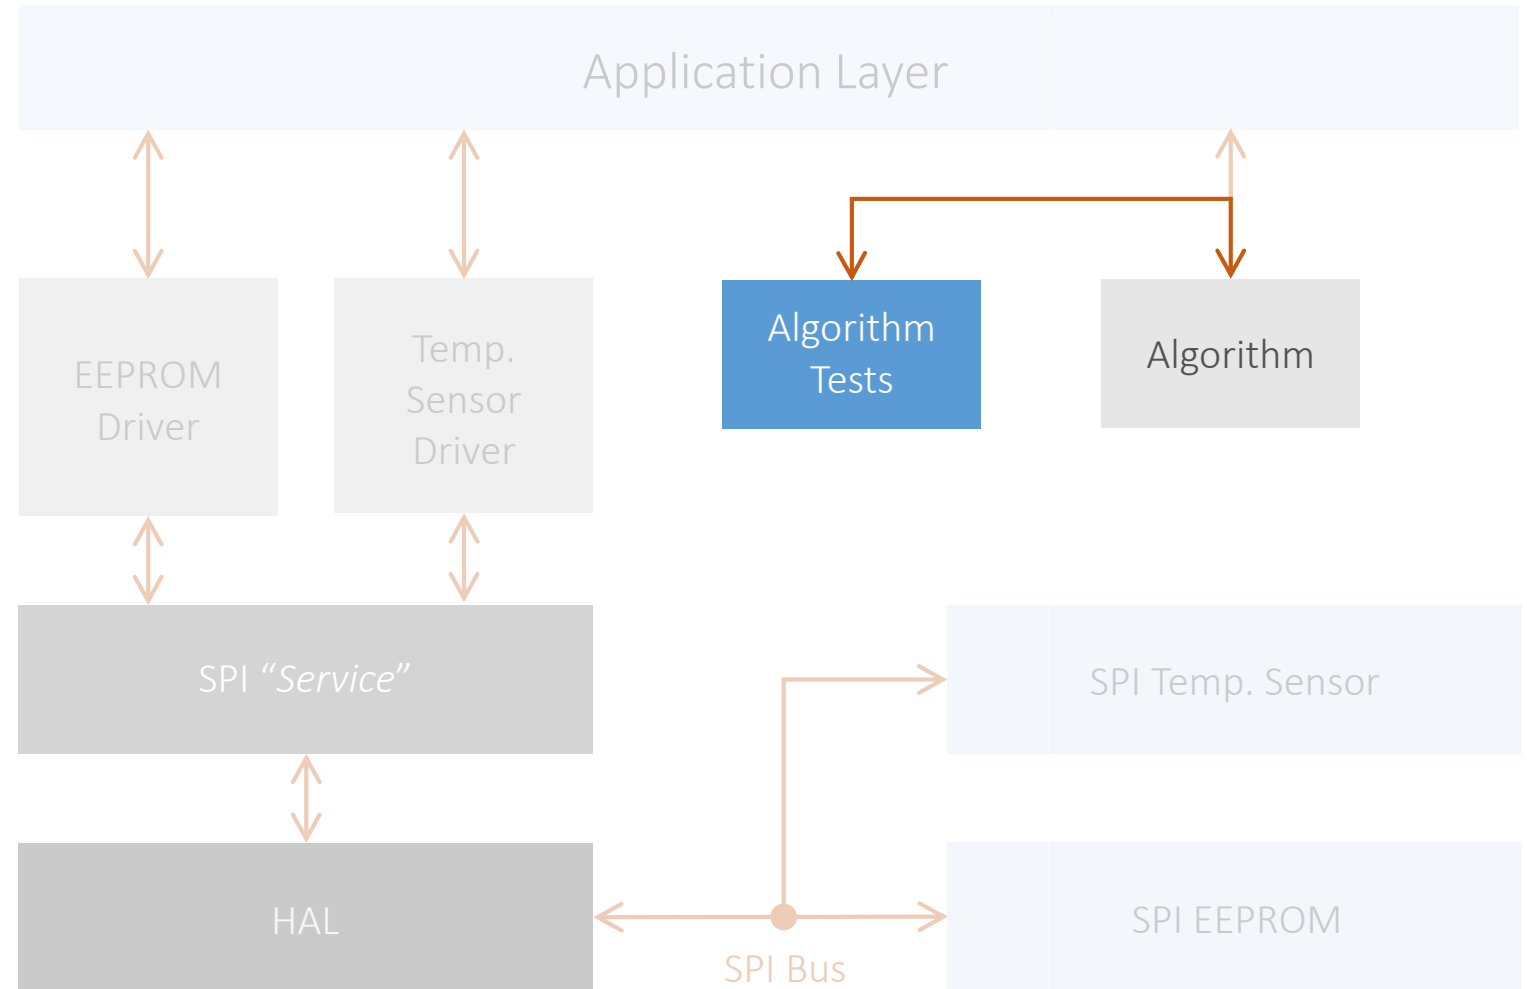 Application Layer
EEPROM
Driver
Temp.
Sensor
Driver
Algorithm
Tests
Algorithm
SPI “Service”
SPI Temp. Sensor
HAL
SPI EEPROM
SPI Bus